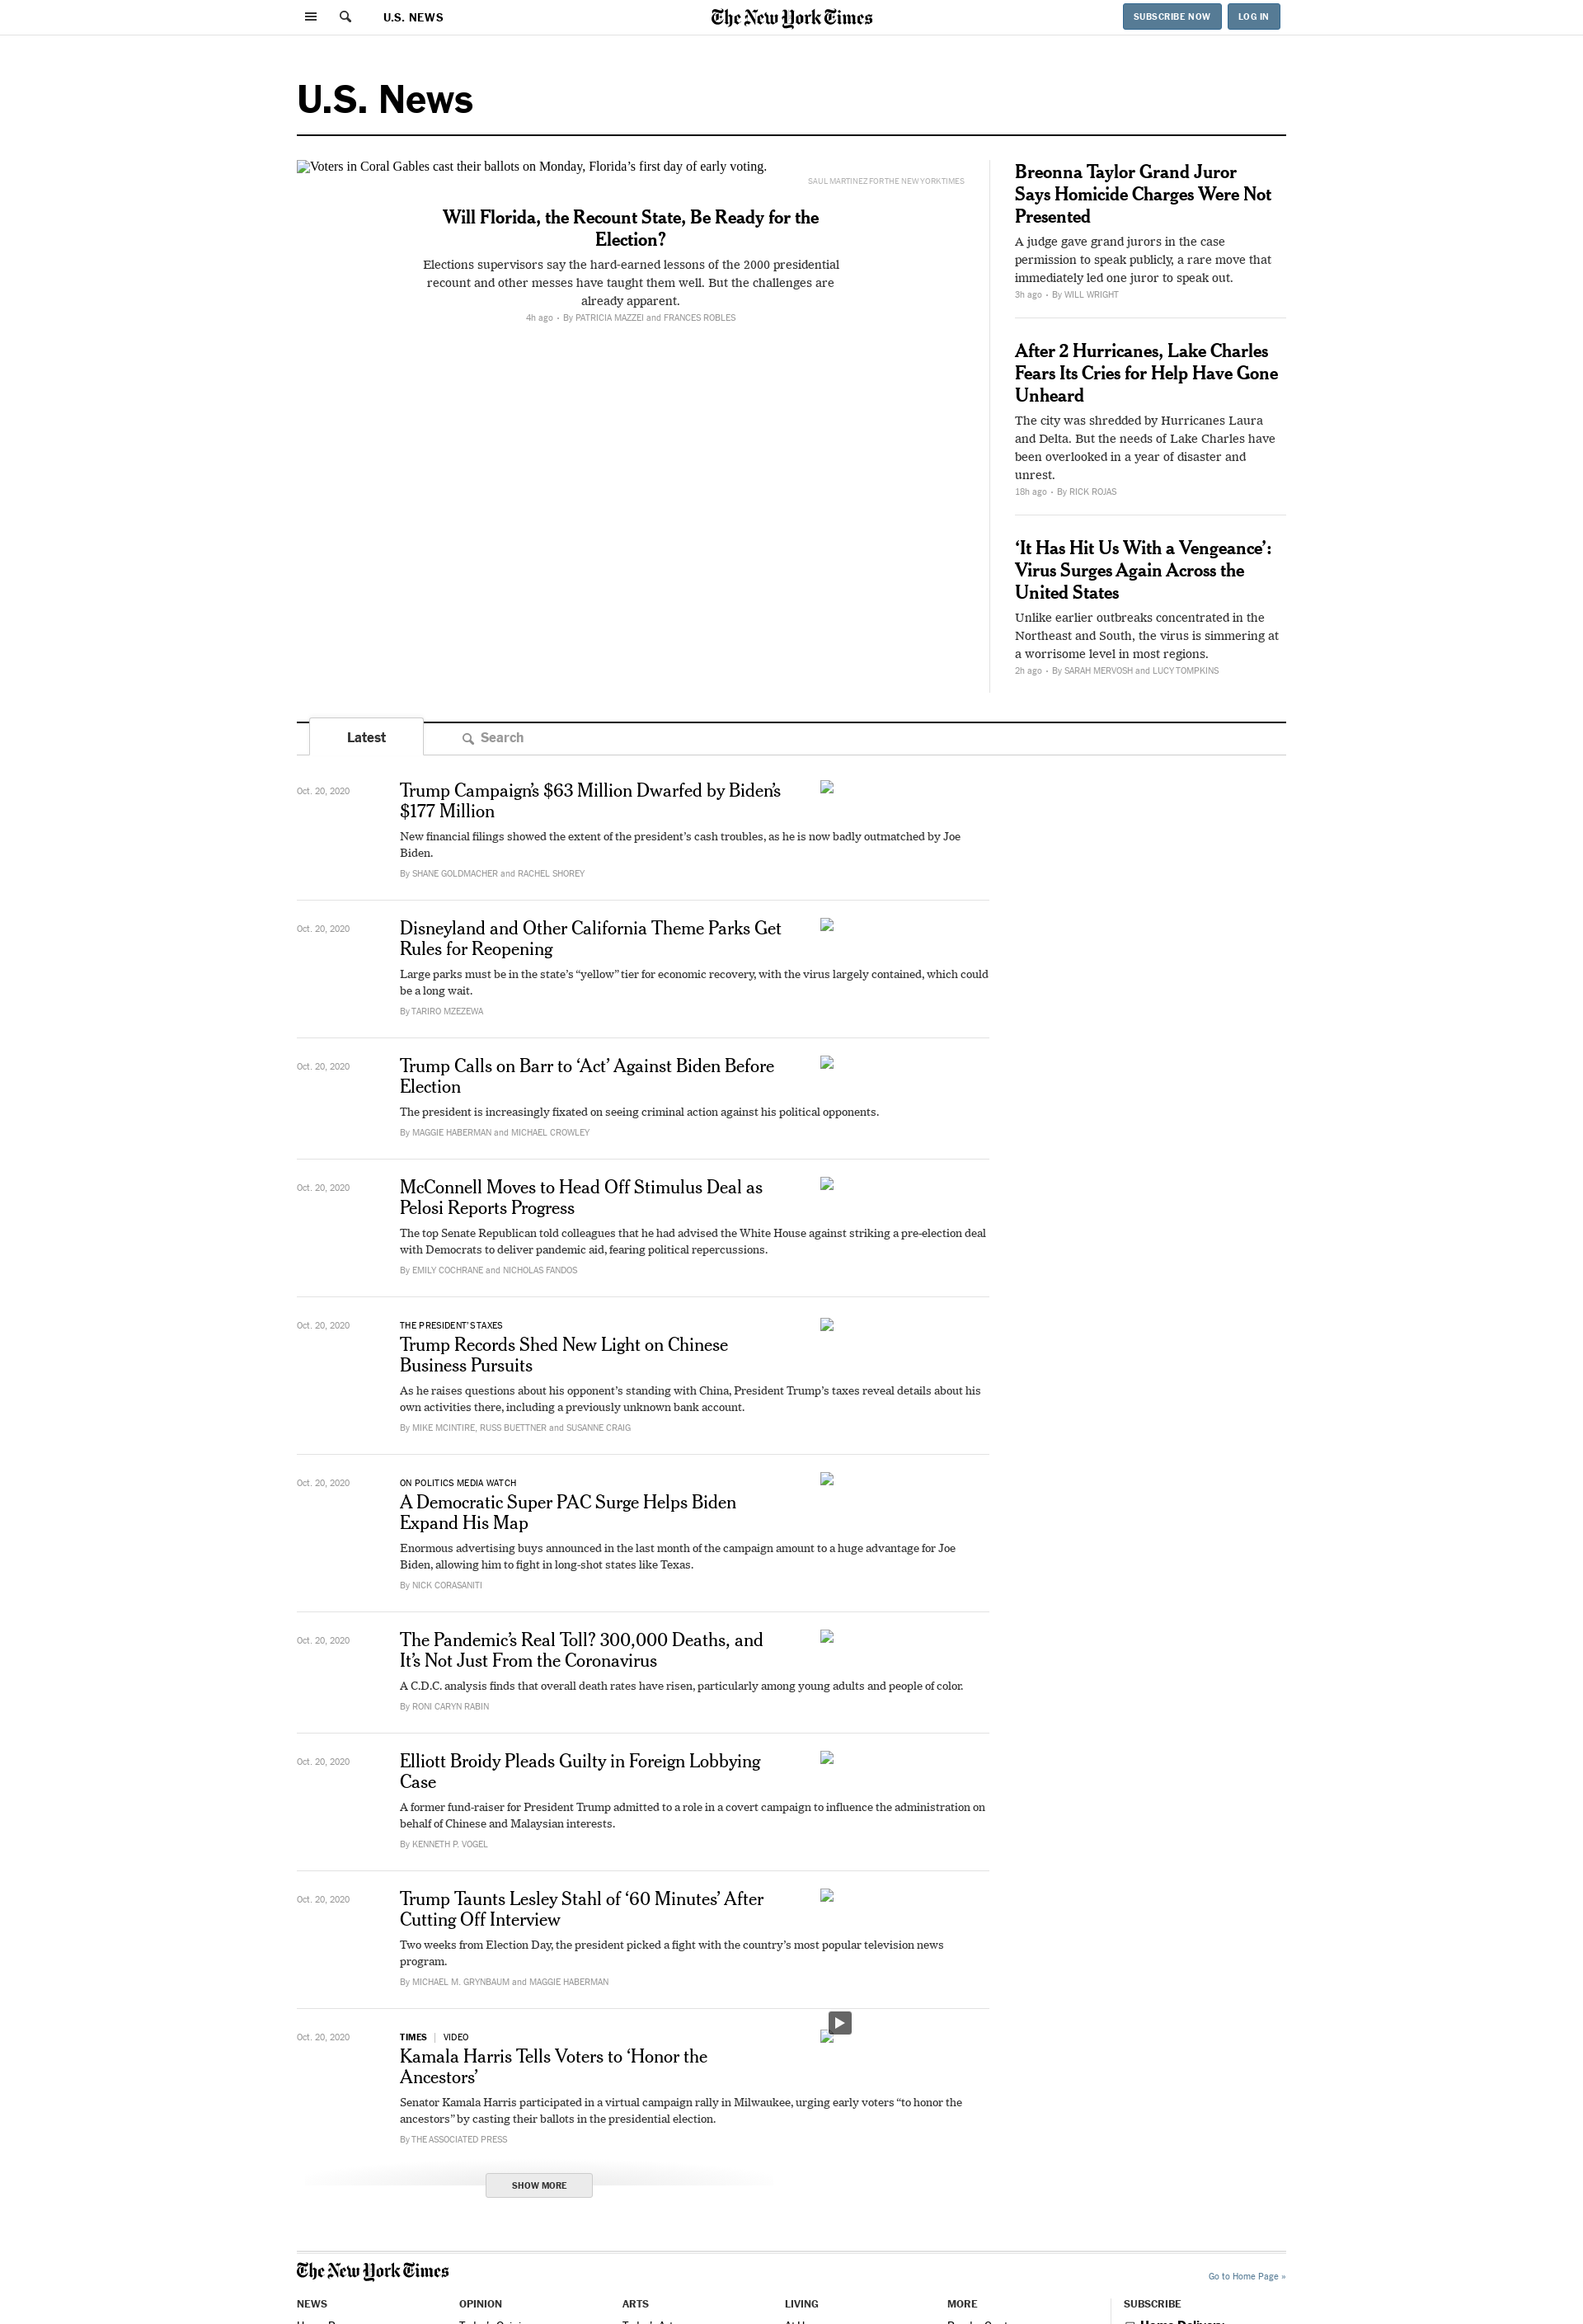 U.S. NEWS
The New York Times
SUBSCRIBE NOW
LOG IN
U.S. News
Voters in Coral Gables cast their ballots on Monday, Florida’s first day of early voting.
SAUL MARTINEZ FOR THE NEW YORK TIMES
Will Florida, the Recount State, Be Ready for the
Election?
Elections supervisors say the hard-earned lessons of the 2000 presidential
recount and other messes have taught them well. But the challenges are
already apparent.
4h ago • By PATRICIA MAZZEI and FRANCES ROBLES
Breonna Taylor Grand Juror
Says Homicide Charges Were Not
Presented
A judge gave grand jurors in the case
permission to speak publicly, a rare move that
immediately led one juror to speak out.
3h ago • By WILL WRIGHT
After 2 Hurricanes, Lake Charles
Fears Its Cries for Help Have Gone
Unheard
The city was shredded by Hurricanes Laura
and Delta. But the needs of Lake Charles have
been overlooked in a year of disaster and
unrest.
18h ago • By RICK ROJAS
‘It Has Hit Us With a Vengeance’:
Virus Surges Again Across the
United States
Unlike earlier outbreaks concentrated in the
Northeast and South, the virus is simmering at
a worrisome level in most regions.
2h ago • By SARAH MERVOSH and LUCY TOMPKINS
Latest
Search
Oct. 20, 2020
Trump Campaign’s $63 Million Dwarfed by Biden’s
$177 Million
New financial filings showed the extent of the president’s cash troubles, as he is now badly outmatched by Joe
Biden.
By SHANE GOLDMACHER and RACHEL SHOREY
Oct. 20, 2020
Disneyland and Other California Theme Parks Get
Rules for Reopening
Large parks must be in the state’s “yellow” tier for economic recovery, with the virus largely contained, which could
be a long wait.
By TARIRO MZEZEWA
Oct. 20, 2020
Trump Calls on Barr to ‘Act’ Against Biden Before
Election
The president is increasingly fixated on seeing criminal action against his political opponents.
By MAGGIE HABERMAN and MICHAEL CROWLEY
Oct. 20, 2020
McConnell Moves to Head Off Stimulus Deal as
Pelosi Reports Progress
The top Senate Republican told colleagues that he had advised the White House against striking a pre-election deal
with Democrats to deliver pandemic aid, fearing political repercussions.
By EMILY COCHRANE and NICHOLAS FANDOS
Oct. 20, 2020
THE PRESIDENT’S TAXES
Trump Records Shed New Light on Chinese
Business Pursuits
As he raises questions about his opponent’s standing with China, President Trump’s taxes reveal details about his
own activities there, including a previously unknown bank account.
By MIKE MCINTIRE, RUSS BUETTNER and SUSANNE CRAIG
Oct. 20, 2020
ON POLITICS MEDIA WATCH
A Democratic Super PAC Surge Helps Biden
Expand His Map
Enormous advertising buys announced in the last month of the campaign amount to a huge advantage for Joe
Biden, allowing him to fight in long-shot states like Texas.
By NICK CORASANITI
Oct. 20, 2020
The Pandemic’s Real Toll? 300,000 Deaths, and
It’s Not Just From the Coronavirus
A C.D.C. analysis finds that overall death rates have risen, particularly among young adults and people of color.
By RONI CARYN RABIN
Oct. 20, 2020
Elliott Broidy Pleads Guilty in Foreign Lobbying
Case
A former fund-raiser for President Trump admitted to a role in a covert campaign to influence the administration on
behalf of Chinese and Malaysian interests.
By KENNETH P. VOGEL
Oct. 20, 2020
Trump Taunts Lesley Stahl of ‘60 Minutes’ After
Cutting Off Interview
Two weeks from Election Day, the president picked a fight with the country’s most popular television news
program.
By MICHAEL M. GRYNBAUM and MAGGIE HABERMAN
Oct. 20, 2020
TIMES | VIDEO
Kamala Harris Tells Voters to ‘Honor the
Ancestors’
Senator Kamala Harris participated in a virtual campaign rally in Milwaukee, urging early voters “to honor the
ancestors” by casting their ballots in the presidential election.
By THE ASSOCIATED PRESS
SHOW MORE
The New York Times
Go to Home Page »
NEWS
OPINION
ARTS
LIVING
MORE
SUBSCRIBE